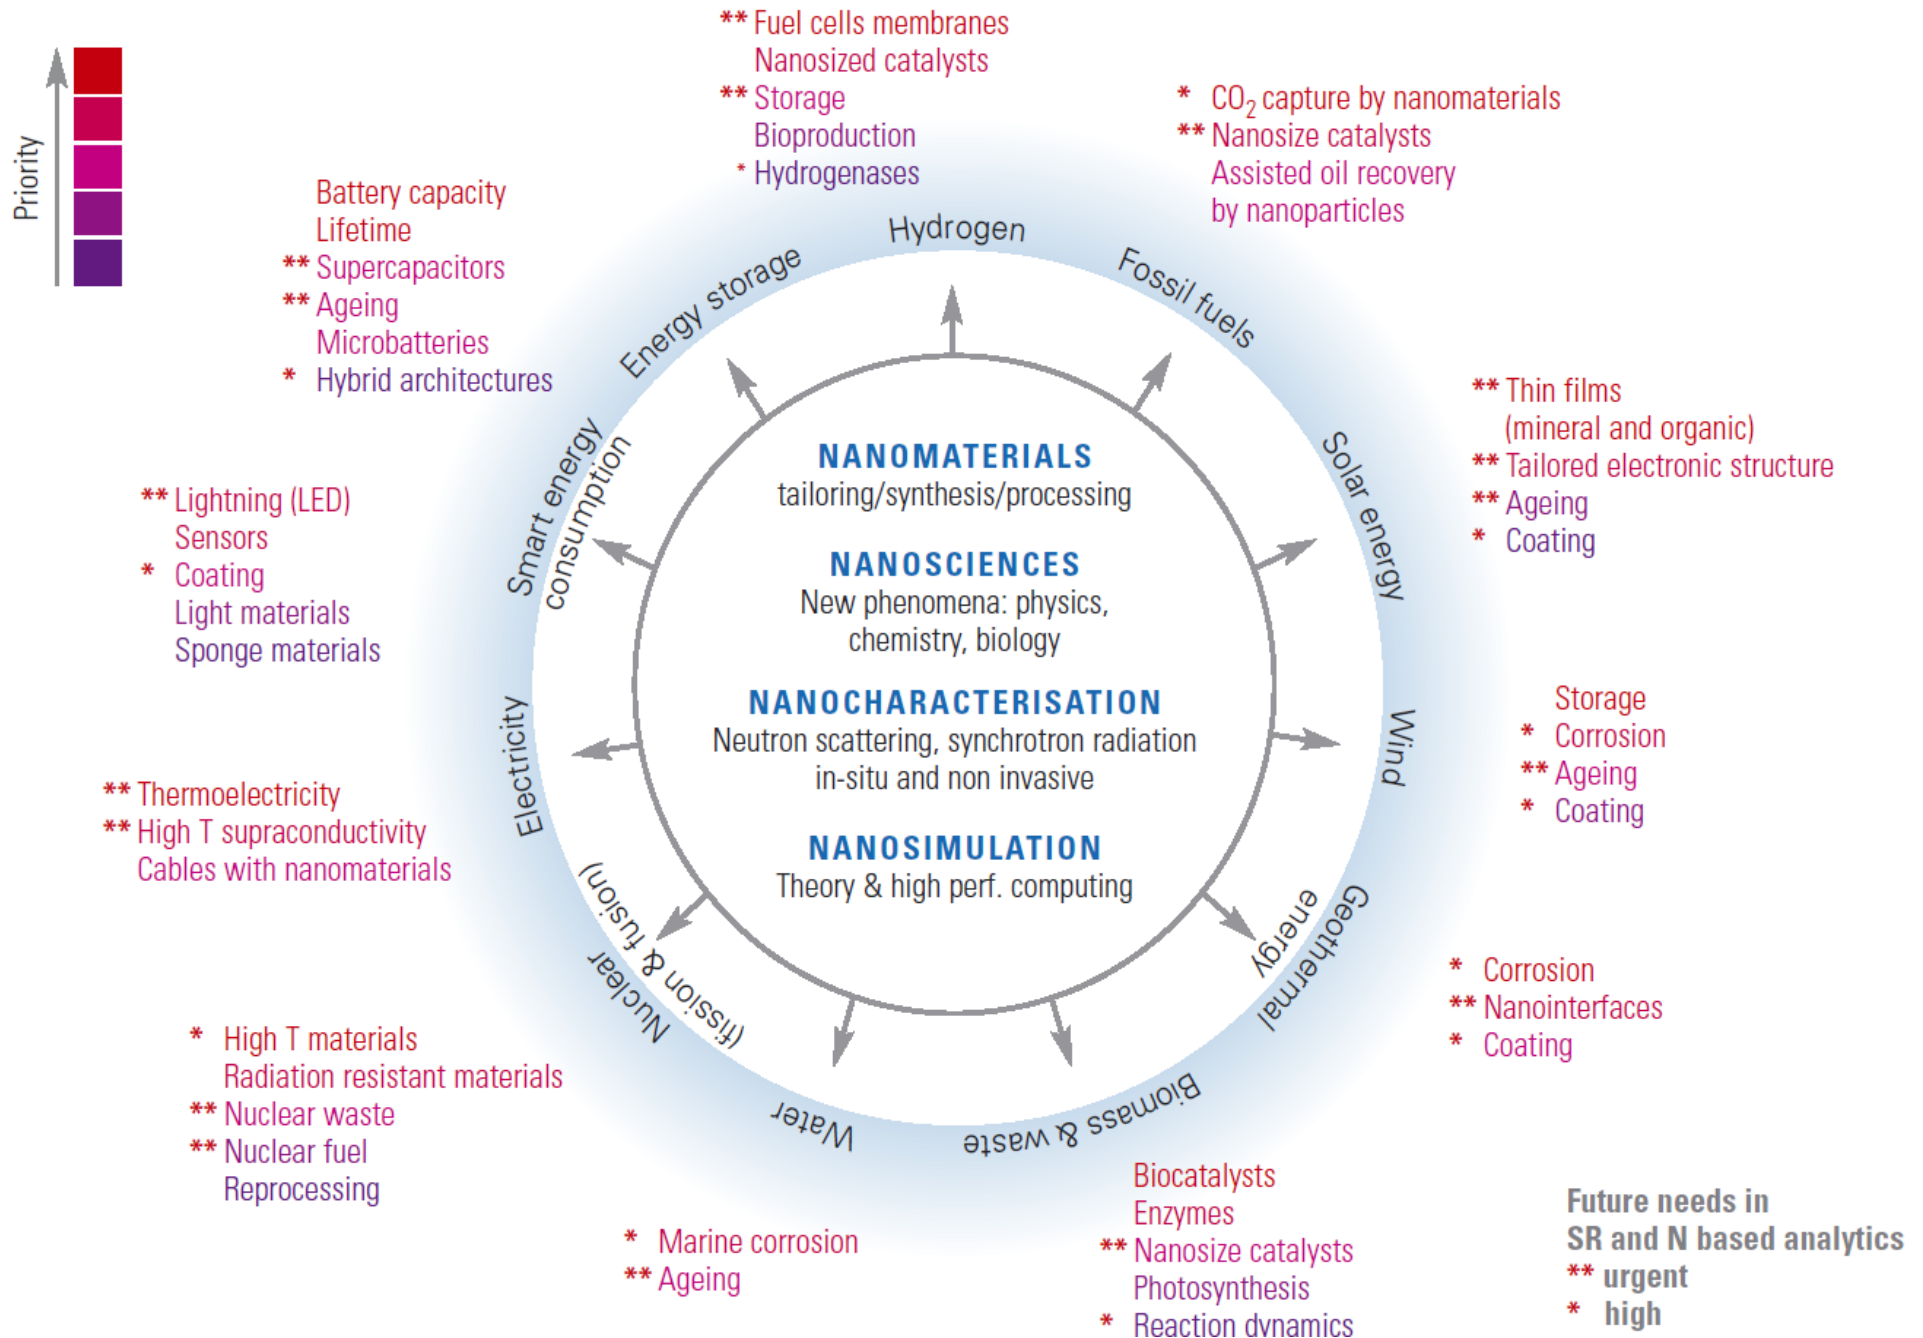 Priority
** Fuel cells membranes
Nanosized catalysts
** Storage
Bioproduction
* Hydrogenases
* CO2 capture by nanomaterials
** Nanosize catalysts
Assisted oil recovery
by nanoparticles
Battery capacity
Lifetime
** Supercapacitors
** Ageing
Microbatteries
* Hybrid architectures
Hydrogen
Fossil fuels
Energy storage
** Thin films
(mineral and organic)
** Tailored electronic structure
** Ageing
* Coating
Solar energy
Smart energy
consumption
** Lightning (LED)
Sensors
* Coating
Light materials
Sponge materials
NANOMATERIALS
tailoring/synthesis/processing
NANOSCIENCES
New phenomena: physics,
chemistry, biology
NANOCHARACTERISATION
Neutron scattering, synchrotron radiation
in-situ and non invasive
NANOSIMULATION
Theory & high perf. computing
Wind
Storage
* Corrosion
** Ageing
* Coating
Electricity
** Thermoelectricity
** High T supraconductivity
Cables with nanomaterials
Geothermal
energy
* Corrosion
** Nanointerfaces
* Coating
Nuclear
(fission & fusion)
* High T materials
Radiation resistant materials
** Nuclear waste
** Nuclear fuel
Reprocessing
Water
* Marine corrosion
** Ageing
Biomass & waste
Biocatalysts
Enzymes
** Nanosize catalysts
Photosynthesis
* Reaction dynamics
Future needs in
SR and N based analytics
** urgent
* high